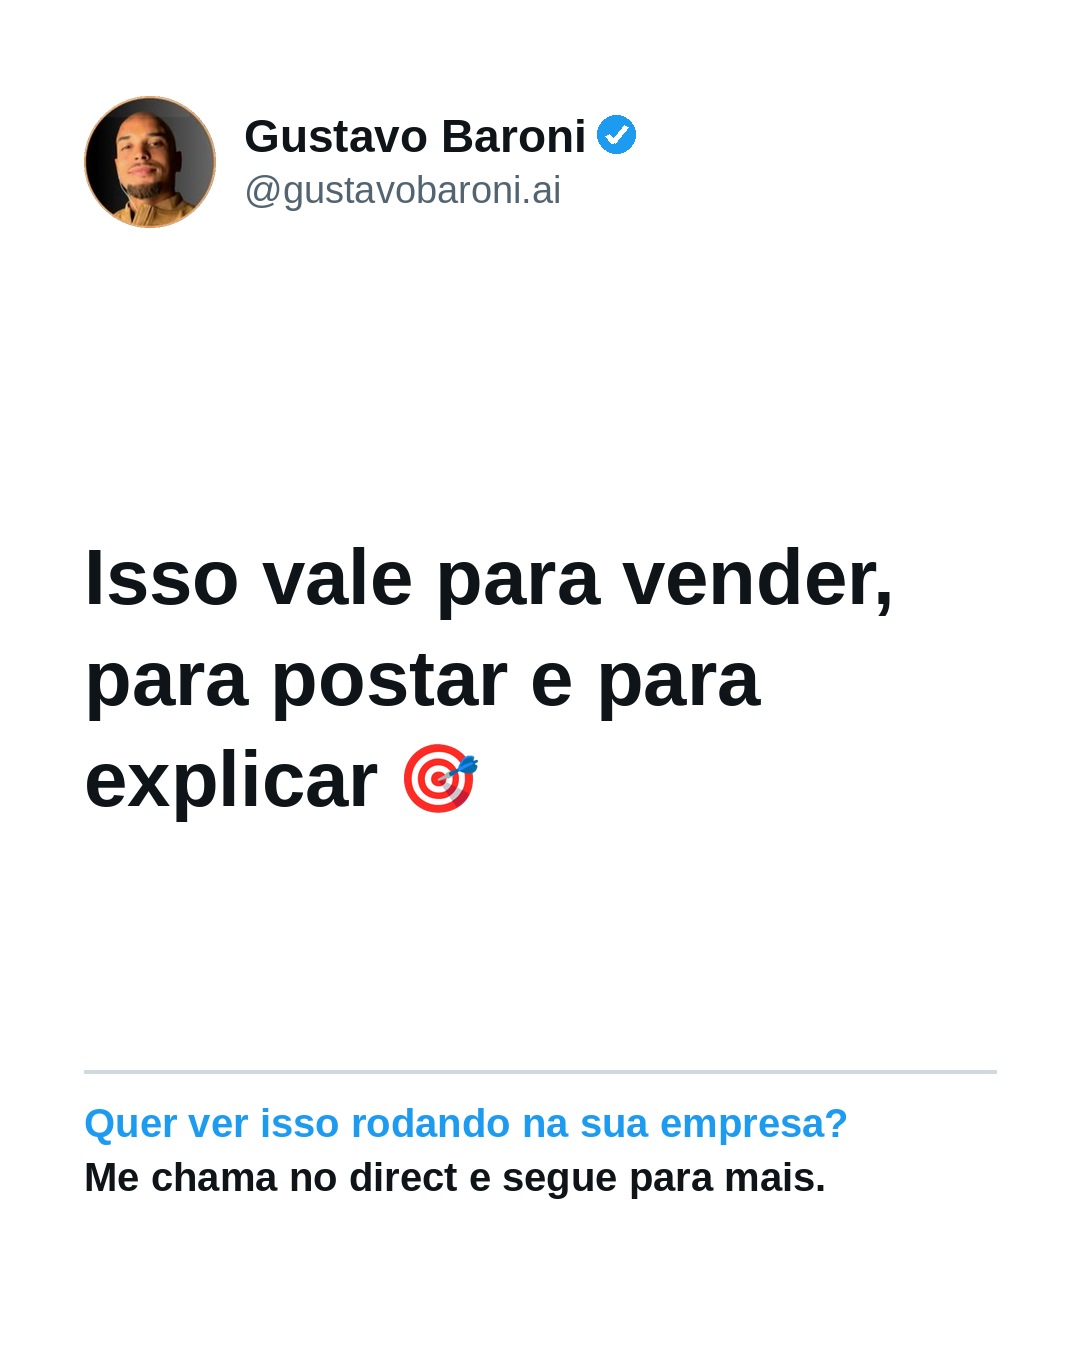 Gustavo Baroni
@gustavobaroni.ai
Isso vale para vender,
para postar e para
explicar 🎯
Quer ver isso rodando na sua empresa?
Me chama no direct e segue para mais.